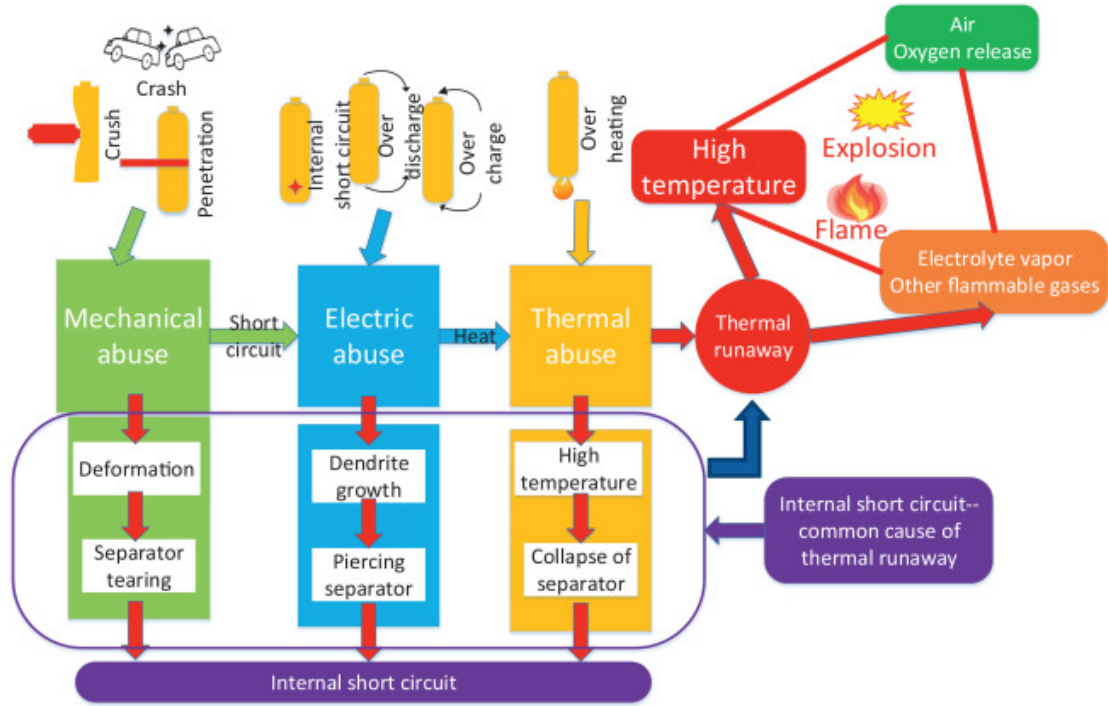 Crash
Crush
Penetration
Internal
short circuit
Over
discharge
Over
charge
Over
heating
Air
Oxygen release
High
temperature
Explosion
Flame
Electrolyte vapor
Other flammable gases
Mechanical
abuse
Short
circuit
Electric
abuse
Heat
Thermal
abuse
Thermal
runaway
Deformation
Separator
tearing
Dendrite
growth
Piercing
separator
High
temperature
Collapse of
separator
Internal short circuit--
common cause of
thermal runaway
Internal short circuit